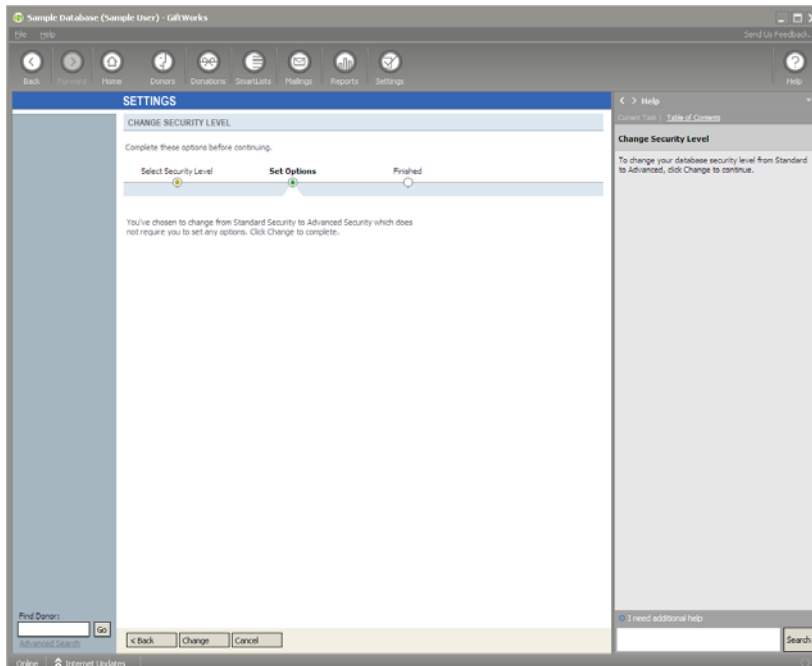 Sample Database (Sample User) - GiftWorks
File Help Send Us Feedback...
Back Forward Home Donors Donations SmartLists Mailings Reports Settings Help
SETTINGS
CHANGE SECURITY LEVEL
Complete these options before continuing.
Select Security Level Set Options Finished
You've chosen to change from Standard Security to Advanced Security which does
not require you to set any options. Click Change to complete.
< > Help
Current Task | Table of Contents
Change Security Level
To change your database security level from Standard
to Advanced, click Change to continue.
Find Donor:
Go
Advanced Search
< Back Change Cancel
I need additional help
Search
Online Internet Updates